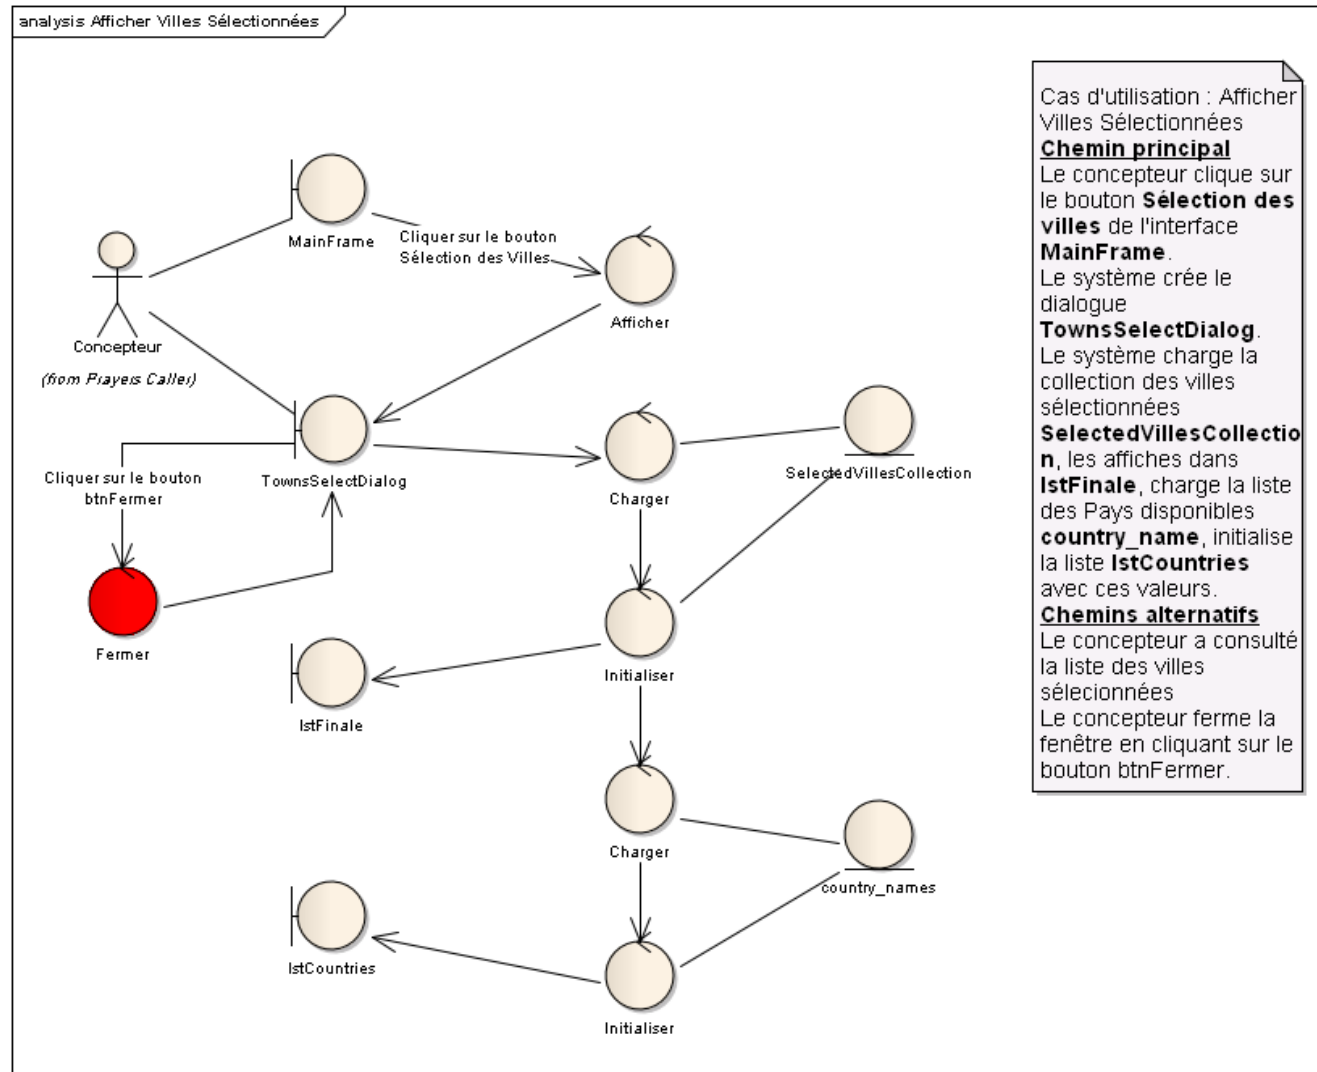 analysis Afficher Villes Sélectionnées
MainFrame
Cliquer sur le bouton
Sélection des Villes
Afficher
Concepteur
(from Prayers Caller)
TownsSelectDialog
Charger
SelectedVillesCollection
Cliquer sur le bouton
btnFermer
Fermer
Initialiser
lstFinale
Charger
country_names
lstCountries
Initialiser
Cas d'utilisation : Afficher
Villes Sélectionnées
Chemin principal
Le concepteur clique sur
le bouton Sélection des
villes de l'interface
MainFrame.
Le système crée le
dialogue
TownsSelectDialog.
Le système charge la
collection des villes
sélectionnées
SelectedVillesCollectio
n, les affiches dans
lstFinale, charge la liste
des Pays disponibles
country_name, initialise
la liste lstCountries
avec ces valeurs.
Chemins alternatifs
Le concepteur a consulté
la liste des villes
sélecionnées
Le concepteur ferme la
fenêtre en cliquant sur le
bouton btnFermer.